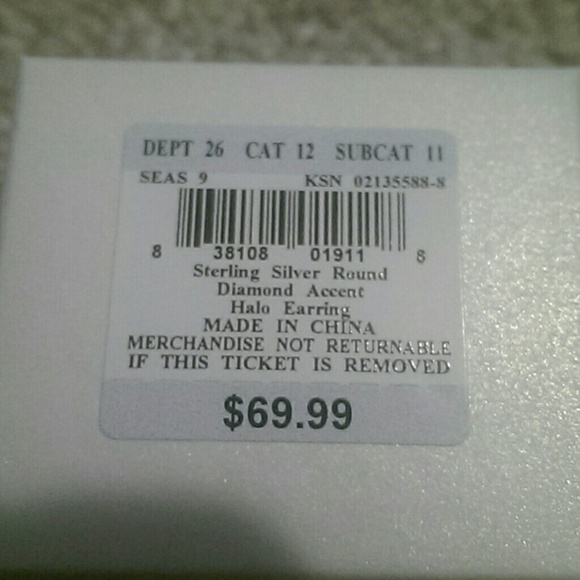 DEPT 26 CAT 12 SUBCAT 11
SEAS 9 KSN 02135588-8
8 38108 01911 8
Sterling Silver Round
Diamond Accent
Halo Earring
MADE IN CHINA
MERCHANDISE NOT RETURNABLE
IF THIS TICKET IS REMOVED
$69.99